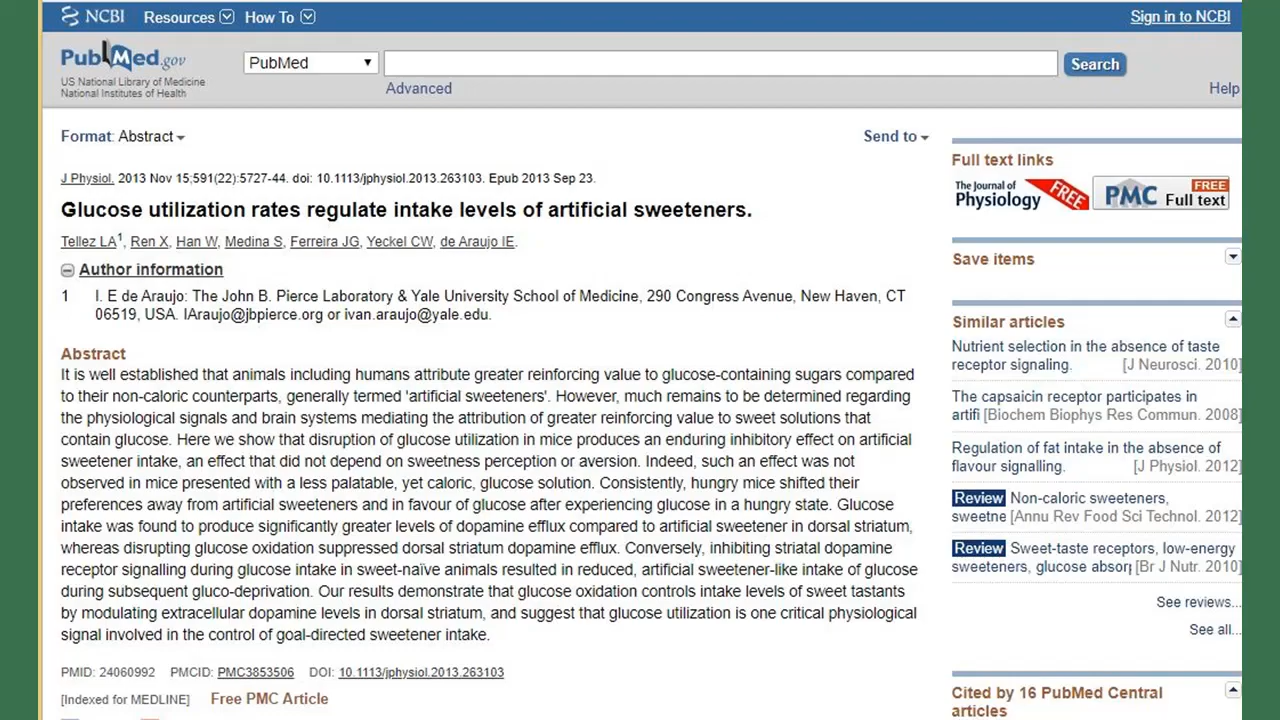 NCBI Resources How To Sign in to NCBI
PubMed.gov
US National Library of Medicine
National Institutes of Health
PubMed
Search
Advanced
Help
Format: Abstract
Send to
J Physiol. 2013 Nov 15;591(22):5727-44. doi: 10.1113/jphysiol.2013.263103. Epub 2013 Sep 23.
Glucose utilization rates regulate intake levels of artificial sweeteners.
Tellez LA1, Ren X, Han W, Medina S, Ferreira JG, Yeckel CW, de Araujo IE.
Author information
1 I. E de Araujo: The John B. Pierce Laboratory & Yale University School of Medicine, 290 Congress Avenue, New Haven, CT
06519, USA. IAraujo@jbpierce.org or ivan.araujo@yale.edu.
Abstract
It is well established that animals including humans attribute greater reinforcing value to glucose-containing sugars compared
to their non-caloric counterparts, generally termed 'artificial sweeteners'. However, much remains to be determined regarding
the physiological signals and brain systems mediating the attribution of greater reinforcing value to sweet solutions that
contain glucose. Here we show that disruption of glucose utilization in mice produces an enduring inhibitory effect on artificial
sweetener intake, an effect that did not depend on sweetness perception or aversion. Indeed, such an effect was not
observed in mice presented with a less palatable, yet caloric, glucose solution. Consistently, hungry mice shifted their
preferences away from artificial sweeteners and in favour of glucose after experiencing glucose in a hungry state. Glucose
intake was found to produce significantly greater levels of dopamine efflux compared to artificial sweetener in dorsal striatum,
whereas disrupting glucose oxidation suppressed dorsal striatum dopamine efflux. Conversely, inhibiting striatal dopamine
receptor signalling during glucose intake in sweet-naïve animals resulted in reduced, artificial sweetener-like intake of glucose
during subsequent gluco-deprivation. Our results demonstrate that glucose oxidation controls intake levels of sweet tastants
by modulating extracellular dopamine levels in dorsal striatum, and suggest that glucose utilization is one critical physiological
signal involved in the control of goal-directed sweetener intake.
PMID: 24060992 PMCID: PMC3853506 DOI: 10.1113/jphysiol.2013.263103
[Indexed for MEDLINE] Free PMC Article
Full text links
The Journal of
Physiology
FREE
PMC
FREE
Full text
Save items
Similar articles
Nutrient selection in the absence of taste
receptor signaling. [J Neurosci. 2010]
The capsaicin receptor participates in
artifi [Biochem Biophys Res Commun. 2008]
Regulation of fat intake in the absence of
flavour signalling. [J Physiol. 2012]
Review Non-caloric sweeteners,
sweetne [Annu Rev Food Sci Technol. 2012]
Review Sweet-taste receptors, low-energy
sweeteners, glucose absorp [Br J Nutr. 2010]
See reviews...
See all...
Cited by 16 PubMed Central
articles